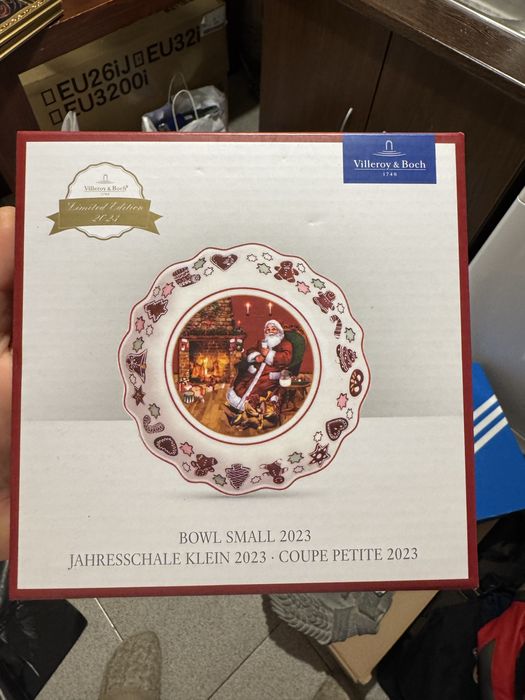 □EU26iJ □EU32i
□EU3200i
Villeroy & Boch
1748
Villeroy & Boch
1748
Limited Edition
2023
BOWL SMALL 2023
JAHRESSCHALE KLEIN 2023 · COUPE PETITE 2023